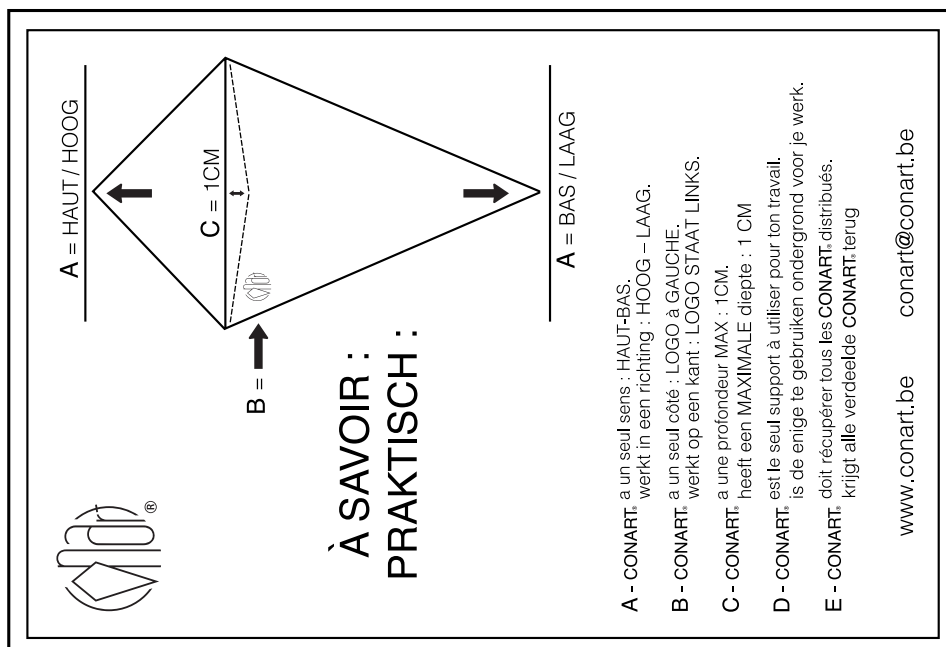 ®
À SAVOIR :
PRAKTISCH :
B =
A = HAUT / HOOG
C = 1CM
A = BAS / LAAG
A - CONART® a un seul sens : HAUT-BAS.
werkt in een richting : HOOG – LAAG.
B - CONART® a un seul côté : LOGO à GAUCHE.
werkt op een kant : LOGO STAAT LINKS.
C - CONART® a une profondeur MAX : 1CM.
heeft een MAXIMALE diepte : 1 CM
D - CONART® est le seul support à utiliser pour ton travail.
is de enige te gebruiken ondergrond voor je werk.
E - CONART® doit récupérer tous les CONART® distribués.
krijgt alle verdeelde CONART® terug
www.conart.be conart@conart.be